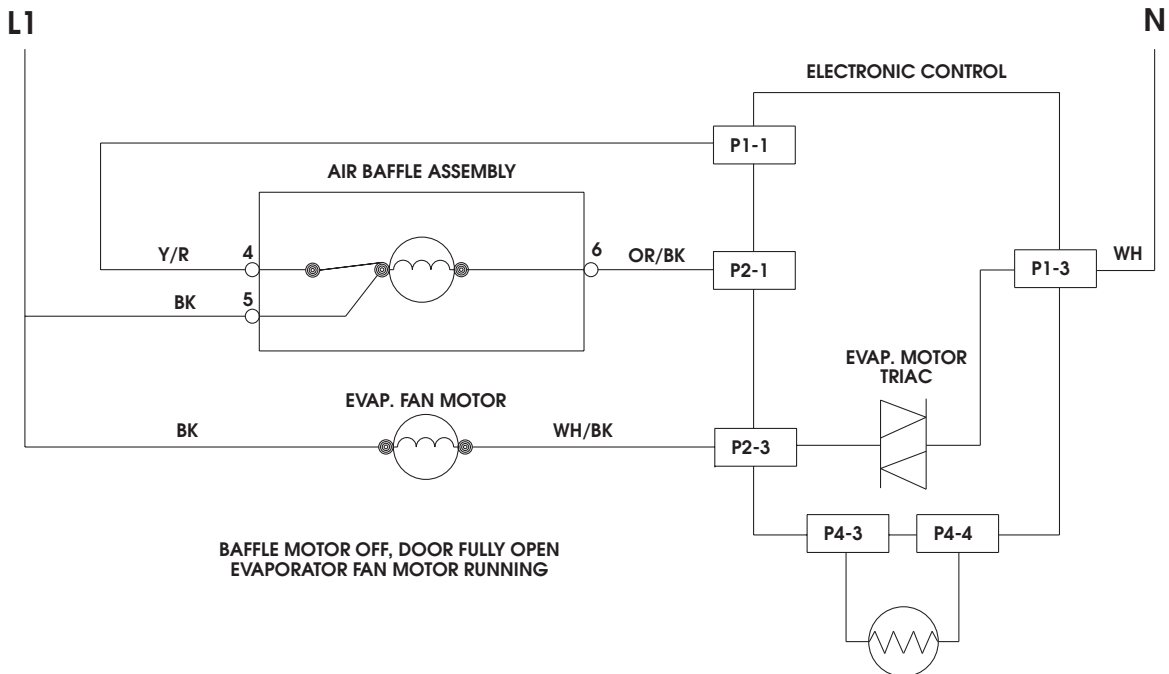 L1
N
ELECTRONIC CONTROL
P1-1
AIR BAFFLE ASSEMBLY
Y/R
4
6
OR/BK
P2-1
P1-3
WH
BK
5
EVAP. MOTOR
TRIAC
EVAP. FAN MOTOR
BK
WH/BK
P2-3
P4-3
P4-4
BAFFLE MOTOR OFF, DOOR FULLY OPEN
EVAPORATOR FAN MOTOR RUNNING